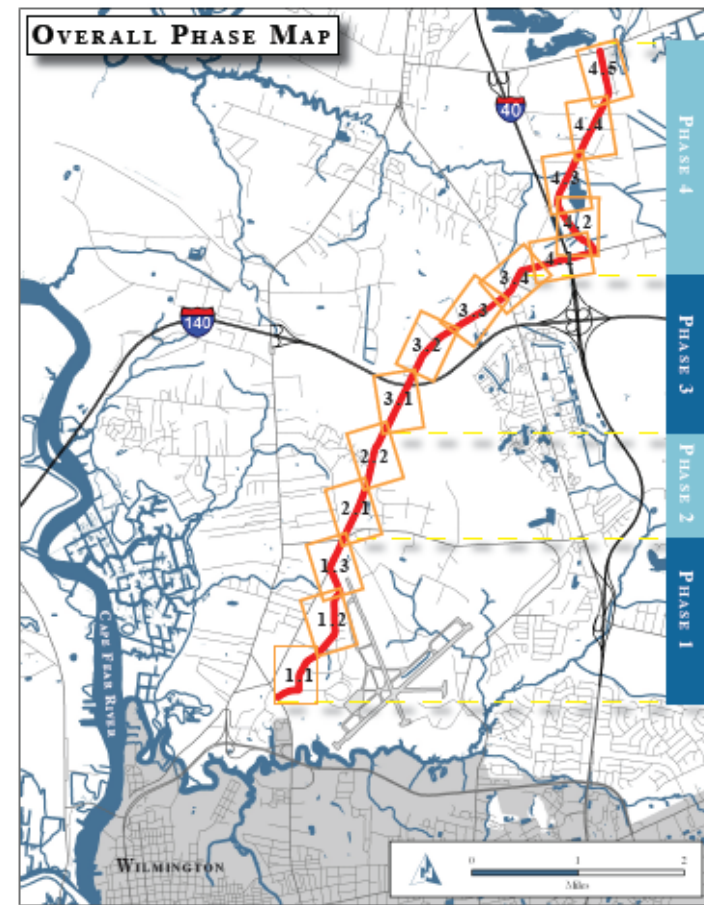 OVERALL PHASE MAP
4.5
40
4.4
4.3
4.2
4.1
3.4
3.3
140
3.2
3.1
2.2
2.1
1.3
1.2
1.1
PHASE 4
PHASE 3
PHASE 2
PHASE 1
CAPE FEAR RIVER
WILMINGTON
0 1 2
Miles